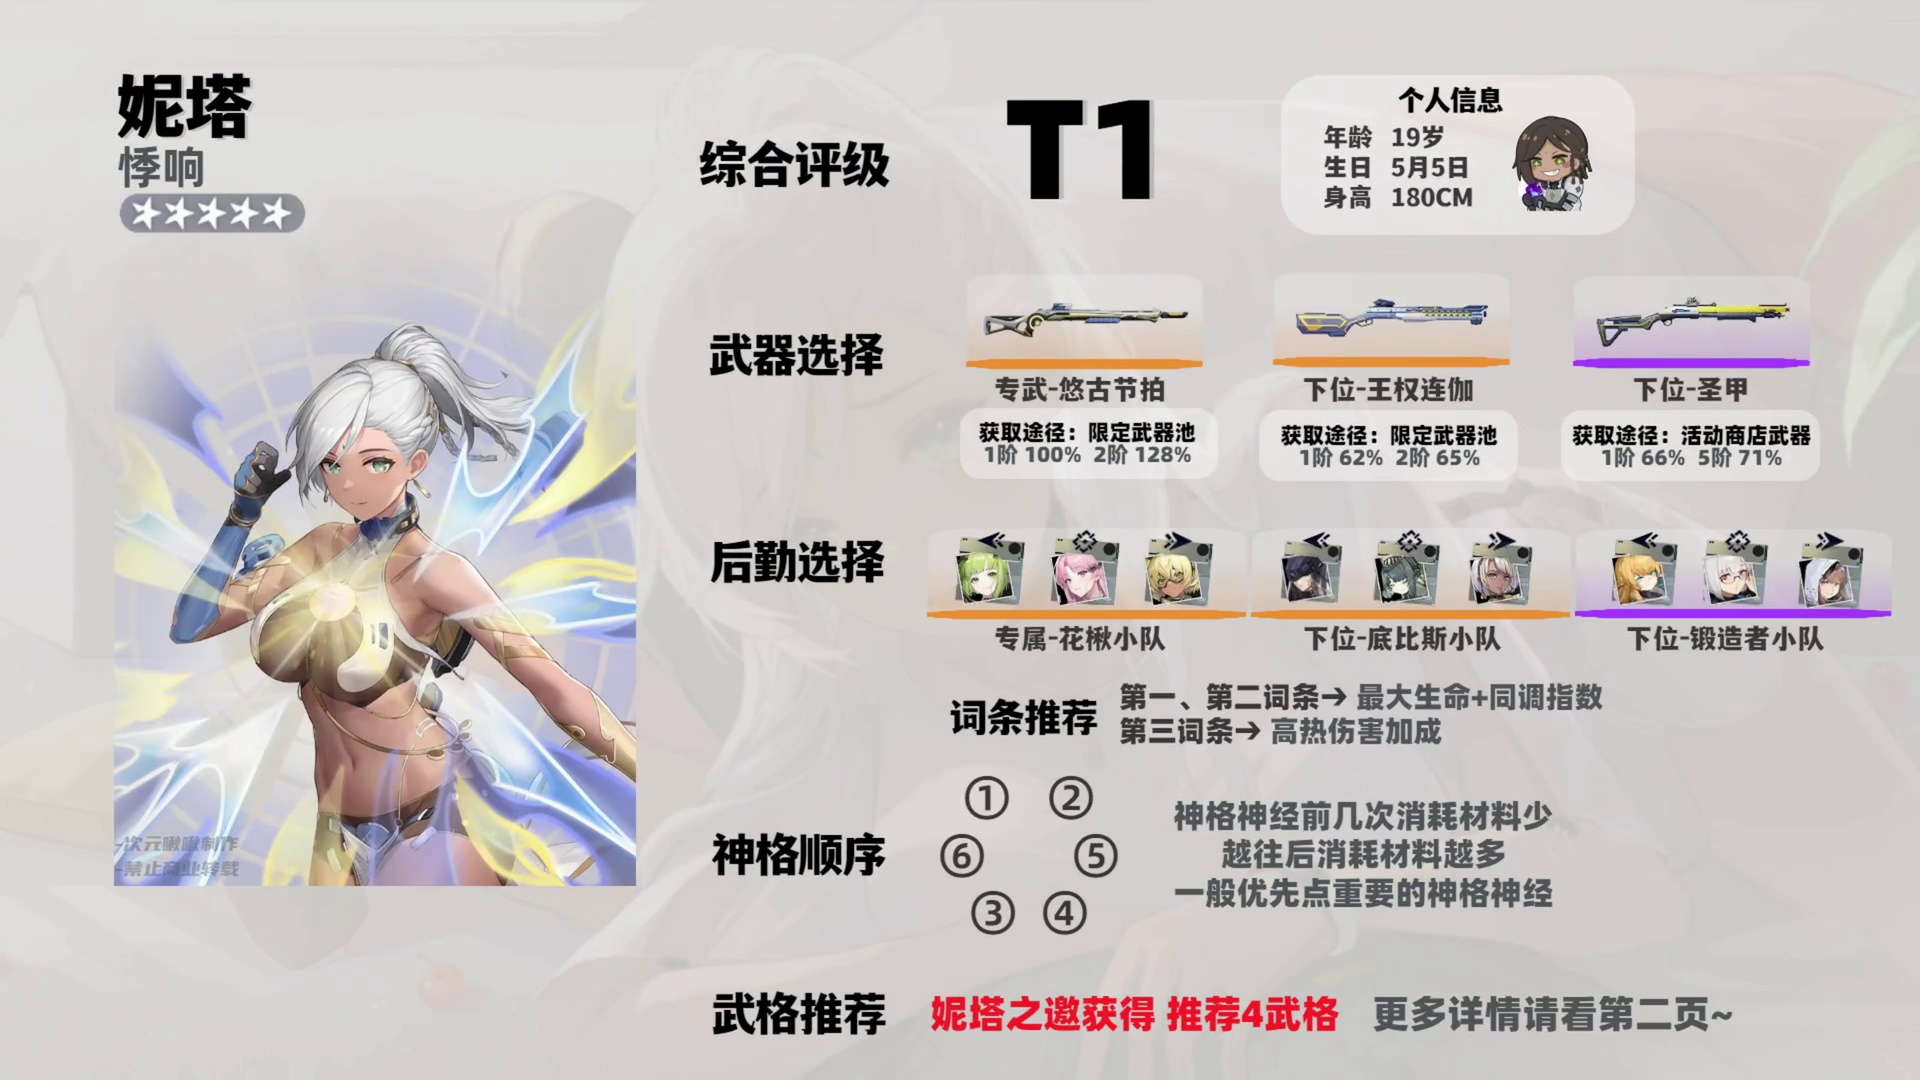 妮塔
悸响
综合评级
T1
个人信息
年龄 19岁
生日 5月5日
身高 180CM
武器选择
专武-悠古节拍
获取途径：限定武器池
1阶 100% 2阶 128%
下位-王权连伽
获取途径：限定武器池
1阶 62% 2阶 65%
下位-圣甲
获取途径：活动商店武器
1阶 66% 5阶 71%
后勤选择
专属-花楸小队
下位-底比斯小队
下位-锻造者小队
词条推荐
第一、第二词条→ 最大生命+同调指数
第三词条→ 高热伤害加成
神格顺序
① ②
⑥ ⑤
③ ④
神格神经前几次消耗材料少
越往后消耗材料越多
一般优先点重要的神格神经
武格推荐
妮塔之邀获得 推荐4武格 更多详情请看第二页~
-次元瞅瞅制作
-禁止商业转载